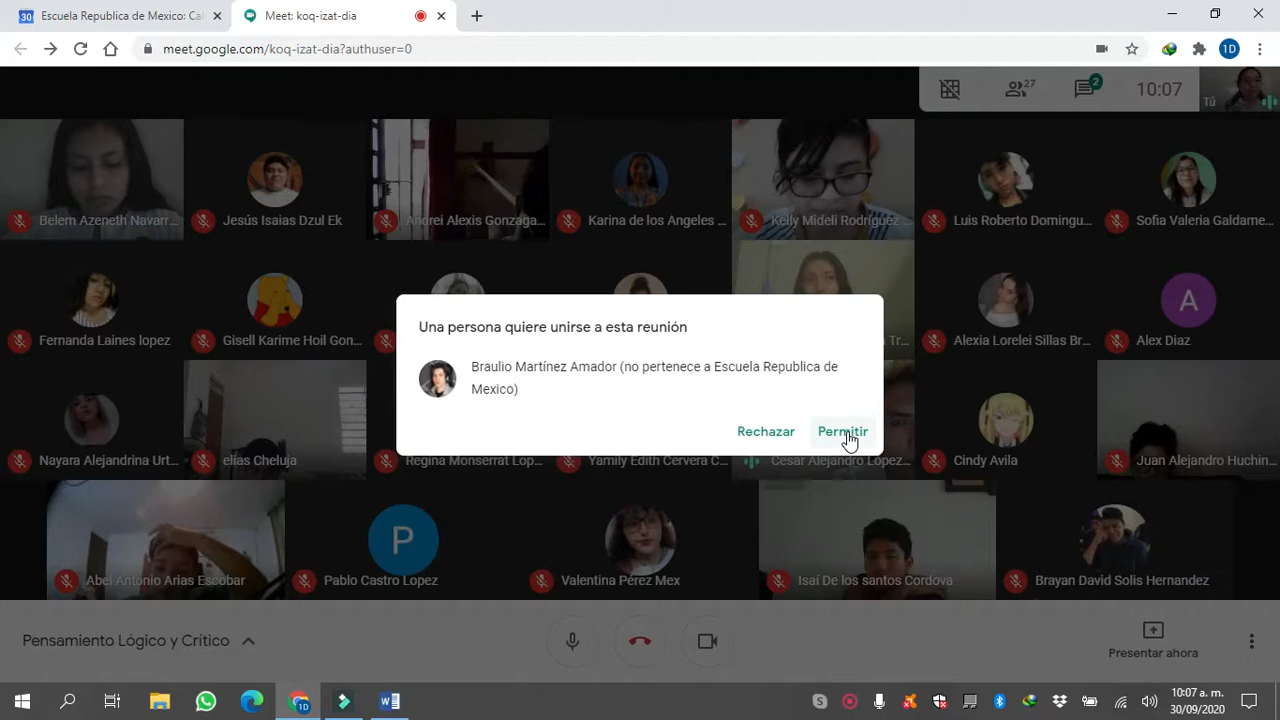 30 Escuela Republica de Mexico: Cal
Meet: koq-izat-dia
meet.google.com/koq-izat-dia?authuser=0
1D
27
2
10:07
Tú
Belem Azeneth Navarr...
Jesús Isaias Dzul Ek
Andrei Alexis Gonzaga...
Karina de los Angeles ...
Kelly Mideli Rodríguez ...
Luis Roberto Domingu...
Sofia Valeria Galdame...
Fernanda Laines lopez
Gisell Karime Hoil Gon...
Tr...
Alexia Lorelei Sillas Br...
A
Alex Diaz
Una persona quiere unirse a esta reunión
Braulio Martínez Amador (no pertenece a Escuela Republica de
Mexico)
Rechazar
Permitir
Nayara Alejandrina Urt...
elias Cheluja
Regina Monserrat Lop...
Yamily Edith Cervera C...
Cesar Alejandro Lopez...
Cindy Avila
Juan Alejandro Huchin...
Abel Antonio Arias Escobar
P
Pablo Castro Lopez
Valentina Pérez Mex
Isaí De los santos Cordova
Brayan David Solis Hernandez
Pensamiento Lógico y Crítico
Presentar ahora
10:07 a. m.
30/09/2020